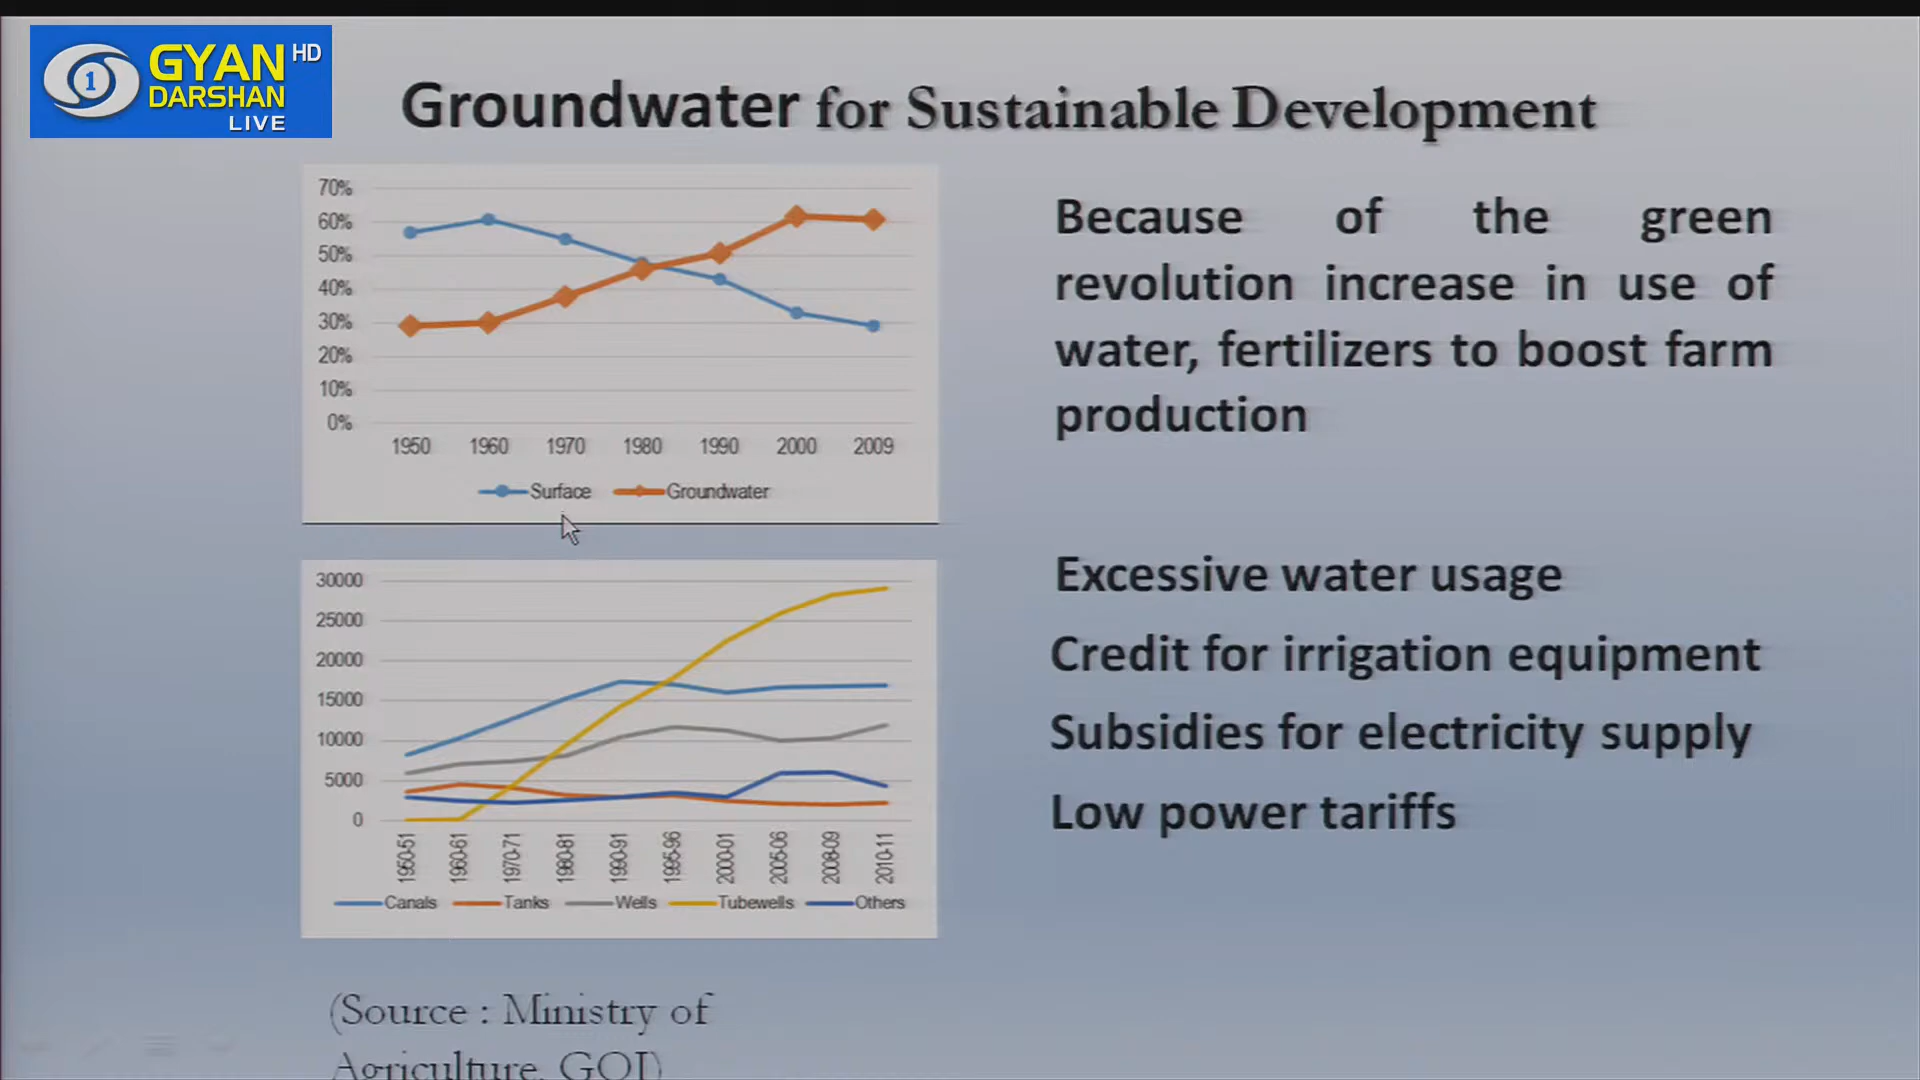 GYAN HD
DARSHAN
LIVE
1
Groundwater for Sustainable Development
70%
60%
50%
40%
30%
20%
10%
0%
1950 1960 1970 1980 1990 2000 2009
Surface Groundwater
Because of the green
revolution increase in use of
water, fertilizers to boost farm
production
30000
25000
20000
15000
10000
5000
0
1950-51 1960-61 1970-71 1980-81 1990-91 1995-96 2000-01 2005-06 2008-09 2010-11
Canals Tanks Wells Tubewells Others
Excessive water usage
Credit for irrigation equipment
Subsidies for electricity supply
Low power tariffs
(Source : Ministry of
Agriculture, GOI)